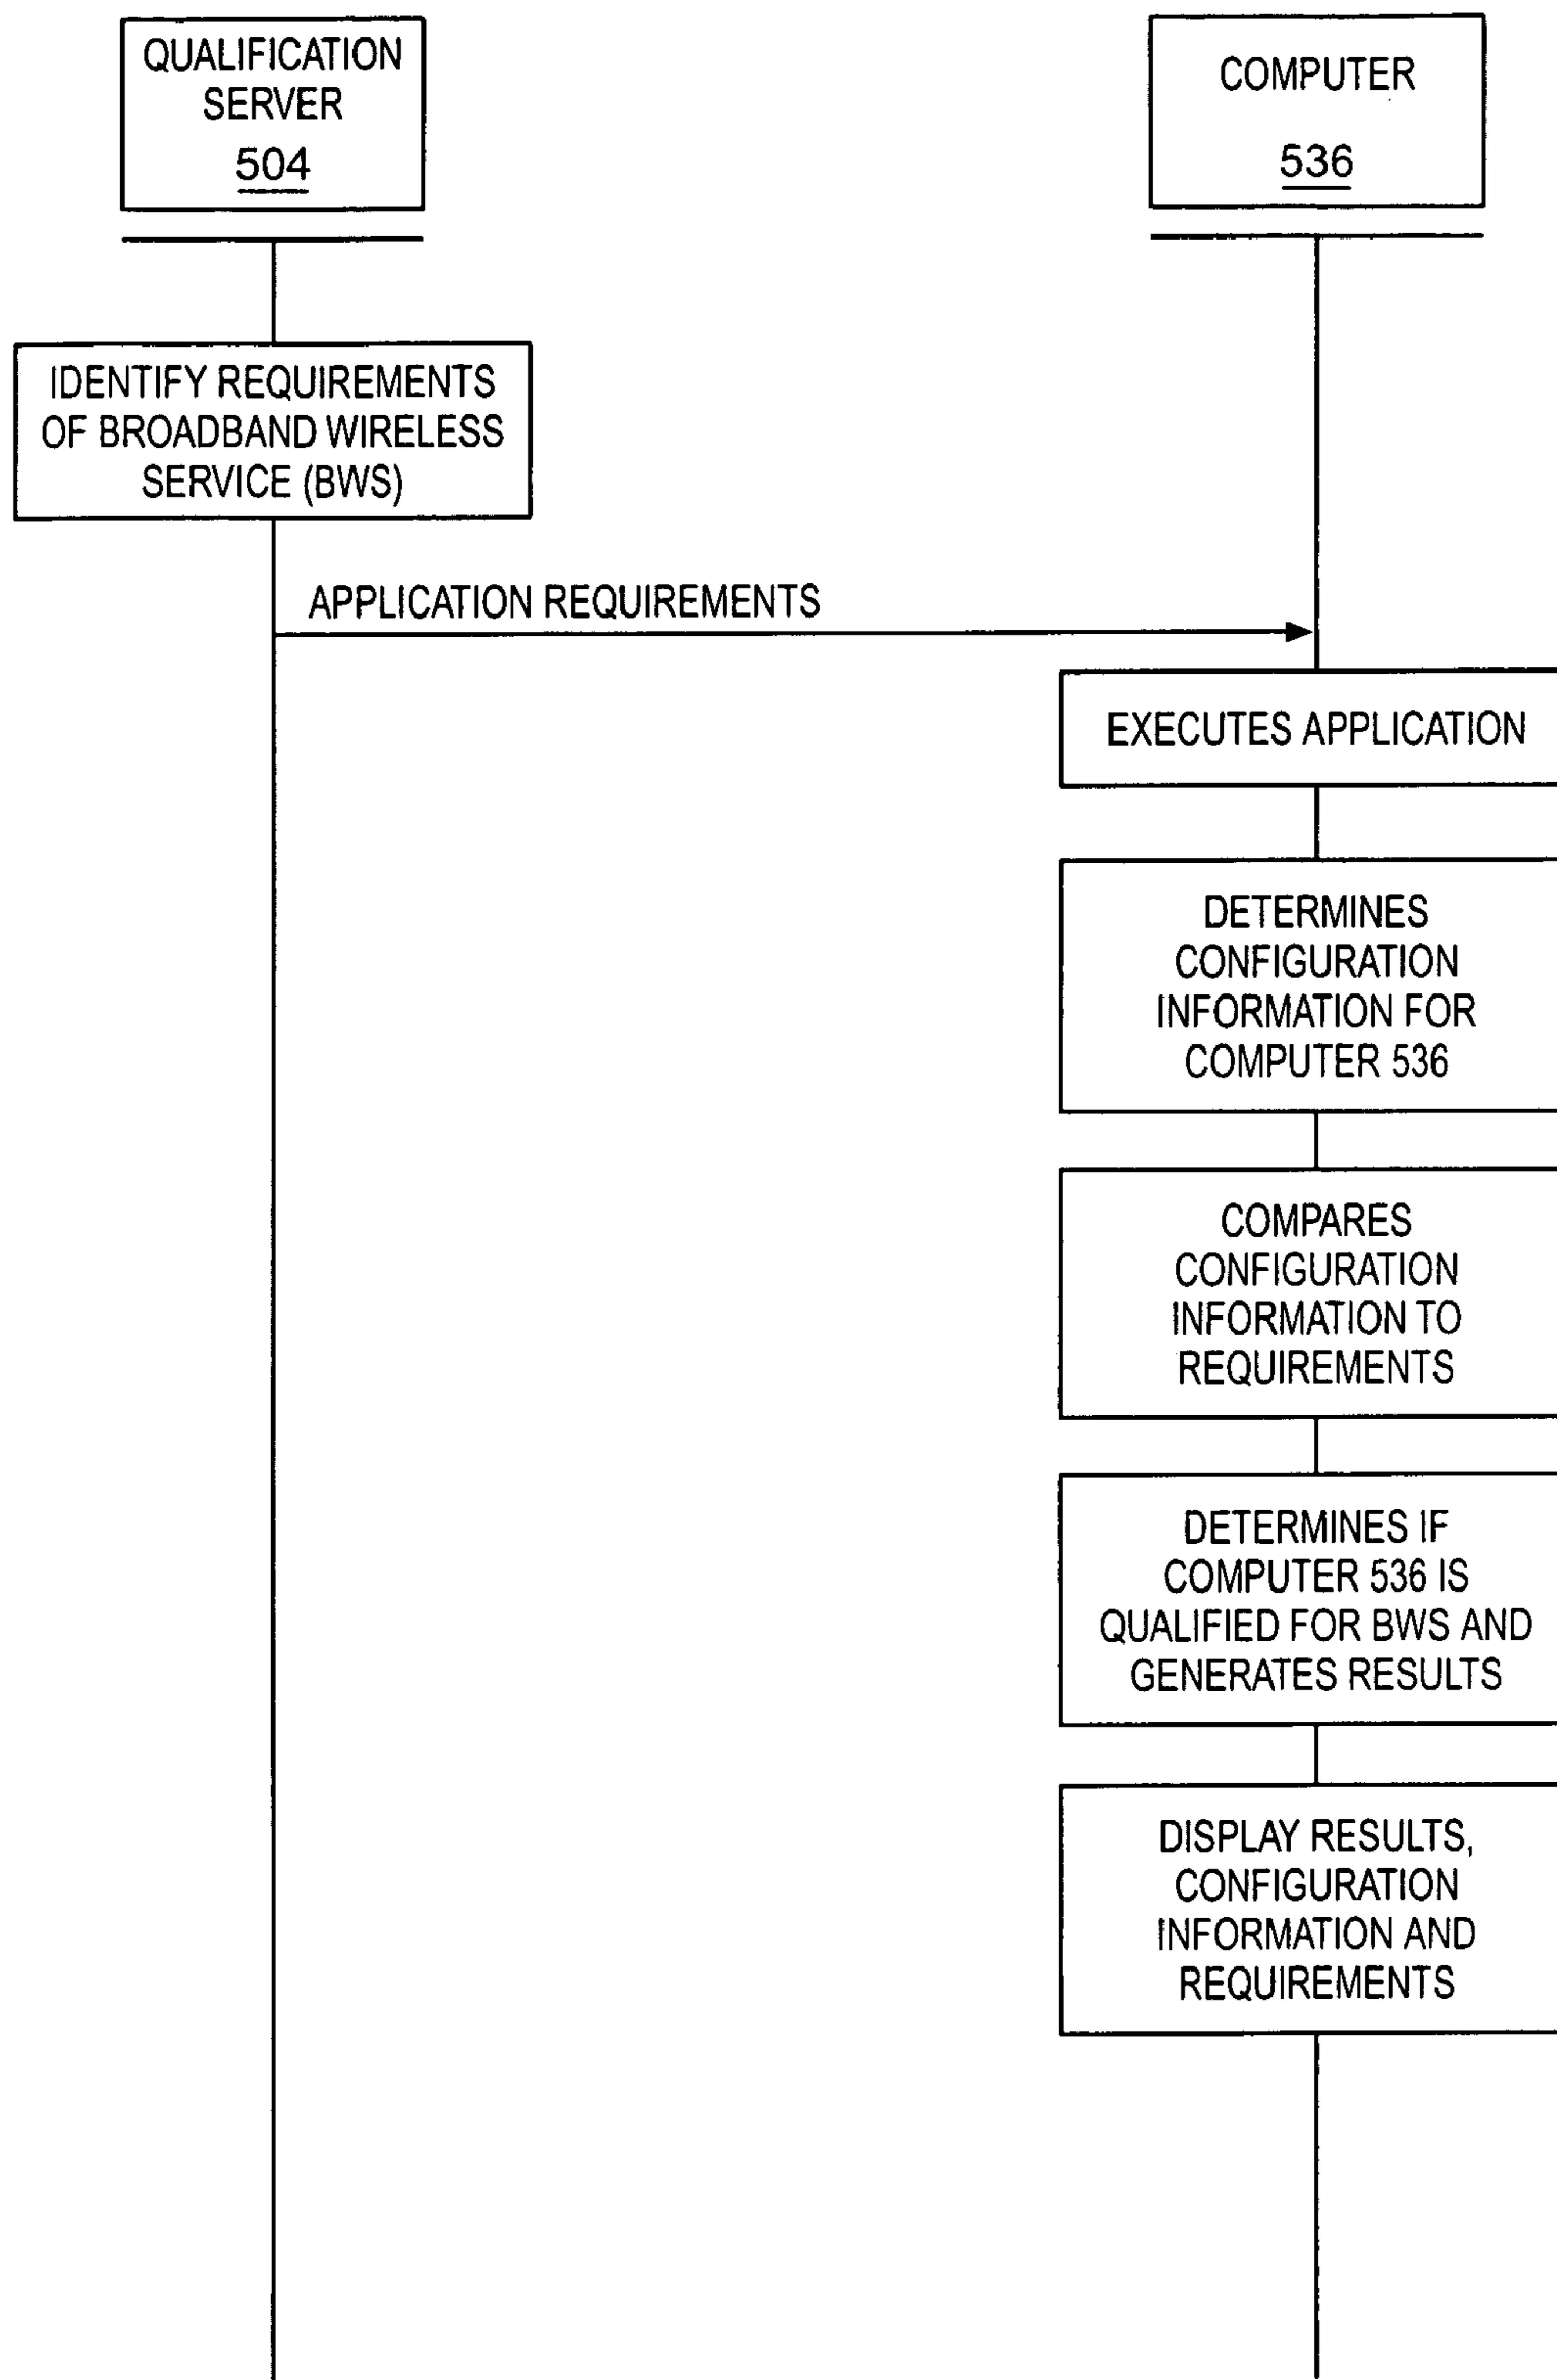 QUALIFICATION
SERVER
504
COMPUTER
536
IDENTIFY REQUIREMENTS
OF BROADBAND WIRELESS
SERVICE (BWS)
APPLICATION REQUIREMENTS
EXECUTES APPLICATION
DETERMINES
CONFIGURATION
INFORMATION FOR
COMPUTER 536
COMPARES
CONFIGURATION
INFORMATION TO
REQUIREMENTS
DETERMINES IF
COMPUTER 536 IS
QUALIFIED FOR BWS AND
GENERATES RESULTS
DISPLAY RESULTS,
CONFIGURATION
INFORMATION AND
REQUIREMENTS